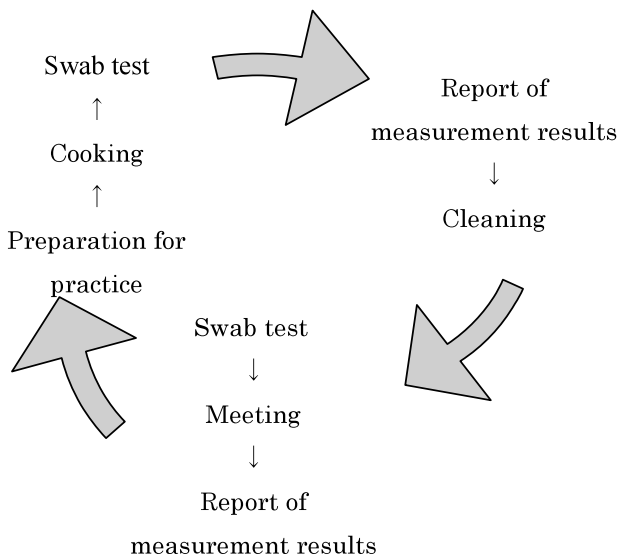 Swab test
↑
Cooking
↑
Preparation for
practice
Report of
measurement results
↓
Cleaning
Swab test
↓
Meeting
↓
Report of
measurement results